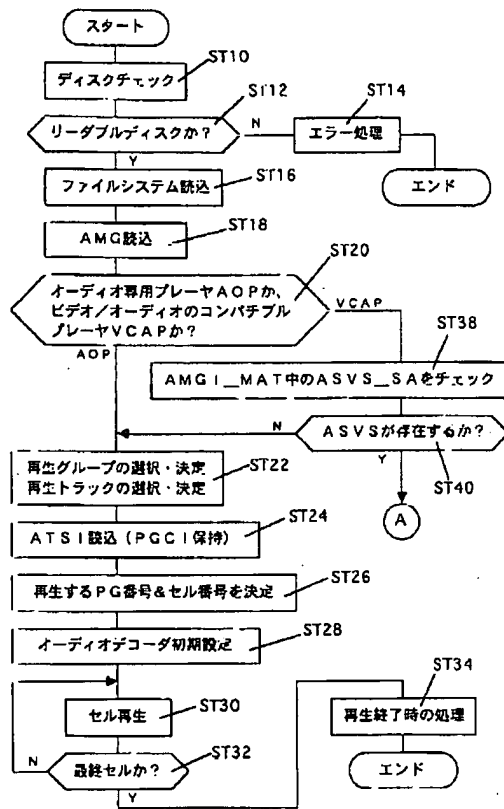 スタート
ST10
ディスクチェック
ST12
リーダブルディスクか?
N
ST14
エラー処理
Y
エンド
ST16
ファイルシステム読込
ST18
AMG読込
ST20
オーディオ専用プレーヤAOPか、
ビデオ/オーディオのコンパチブル
プレーヤVCAPか?
VCAP
AOP
ST38
AMGI__MAT中のASVS__SAをチェック
N
ASVSが存在するか?
Y
ST40
A
再生グループの選択・決定
再生トラックの選択・決定
ST22
ST24
ATSI読込(PGCI保持)
ST26
再生するPG番号&セル番号を決定
ST28
オーディオデコーダ初期設定
ST30
セル再生
ST32
N
最終セルか?
Y
ST34
再生終了時の処理
エンド